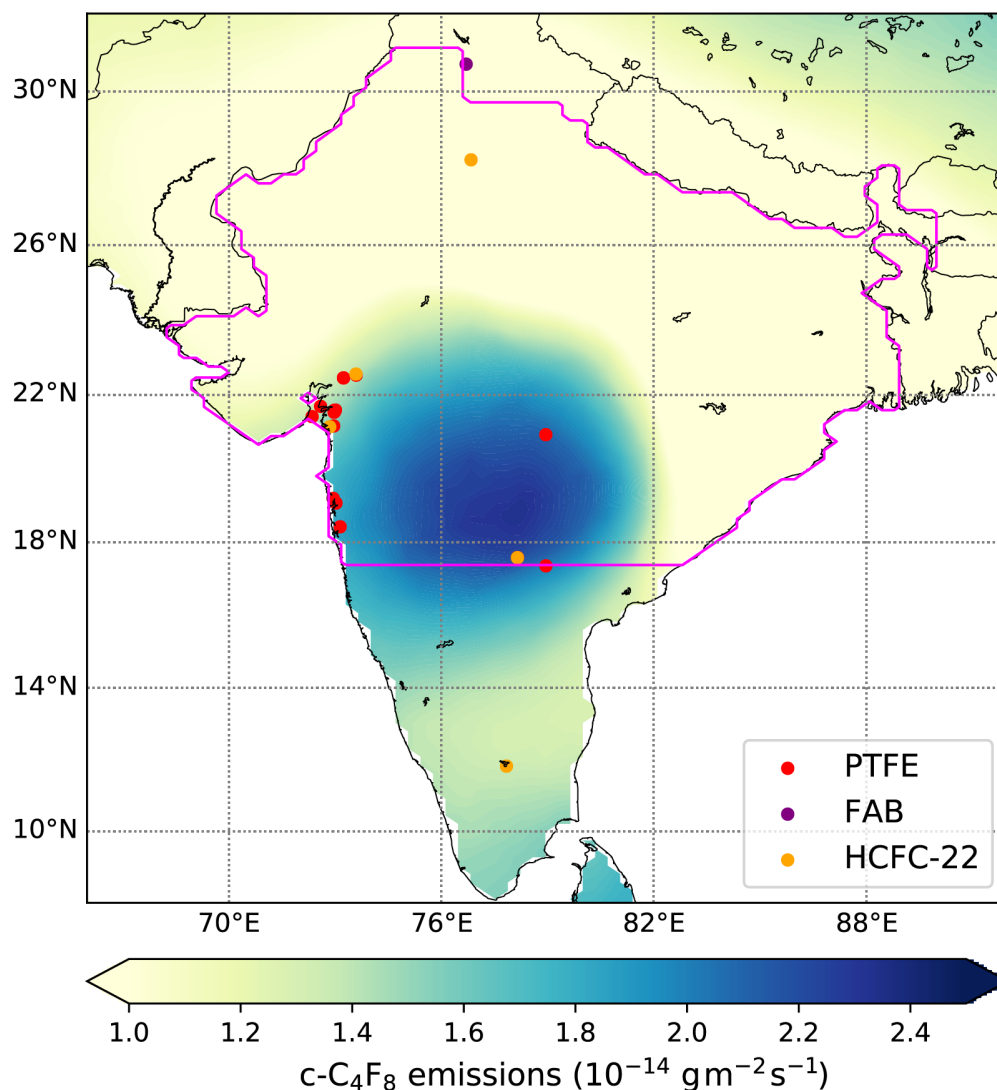 30°N
26°N
22°N
18°N
14°N
10°N
PTFE
FAB
HCFC-22
70°E 76°E 82°E 88°E
1.0 1.2 1.4 1.6 1.8 2.0 2.2 2.4
c-C₄F₈ emissions (10⁻¹⁴ g m⁻² s⁻¹)